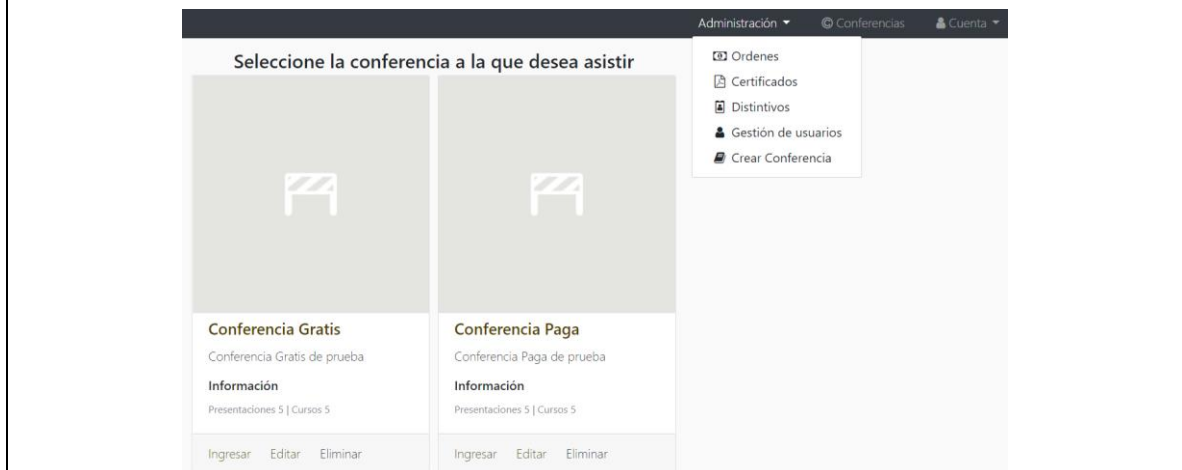 Administración Conferencias Cuenta
Seleccione la conferencia a la que desea asistir
Ordenes
Certificados
Distintivos
Gestión de usuarios
Crear Conferencia
Conferencia Gratis
Conferencia Gratis de prueba
Información
Presentaciones 5 | Cursos 5
Ingresar Editar Eliminar
Conferencia Paga
Conferencia Paga de prueba
Información
Presentaciones 5 | Cursos 5
Ingresar Editar Eliminar